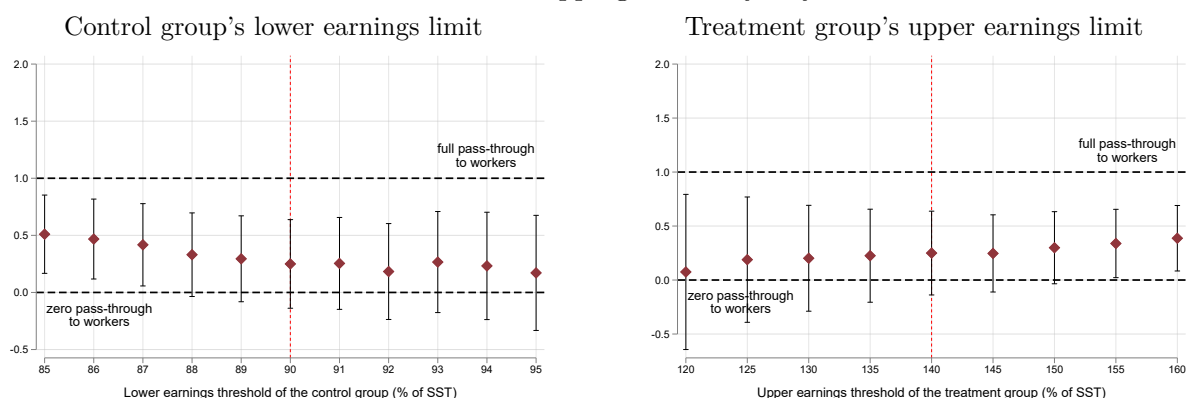 Control group's lower earnings limit
2.0
1.5
1.0
0.5
0.0
-0.5
full pass-through
to workers
zero pass-through
to workers
85 86 87 88 89 90 91 92 93 94 95
Lower earnings threshold of the control group (% of SST)
Treatment group's upper earnings limit
2.0
1.5
1.0
0.5
0.0
-0.5
full pass-through
to workers
zero pass-through
to workers
120 125 130 135 140 145 150 155 160
Upper earnings threshold of the treatment group (% of SST)